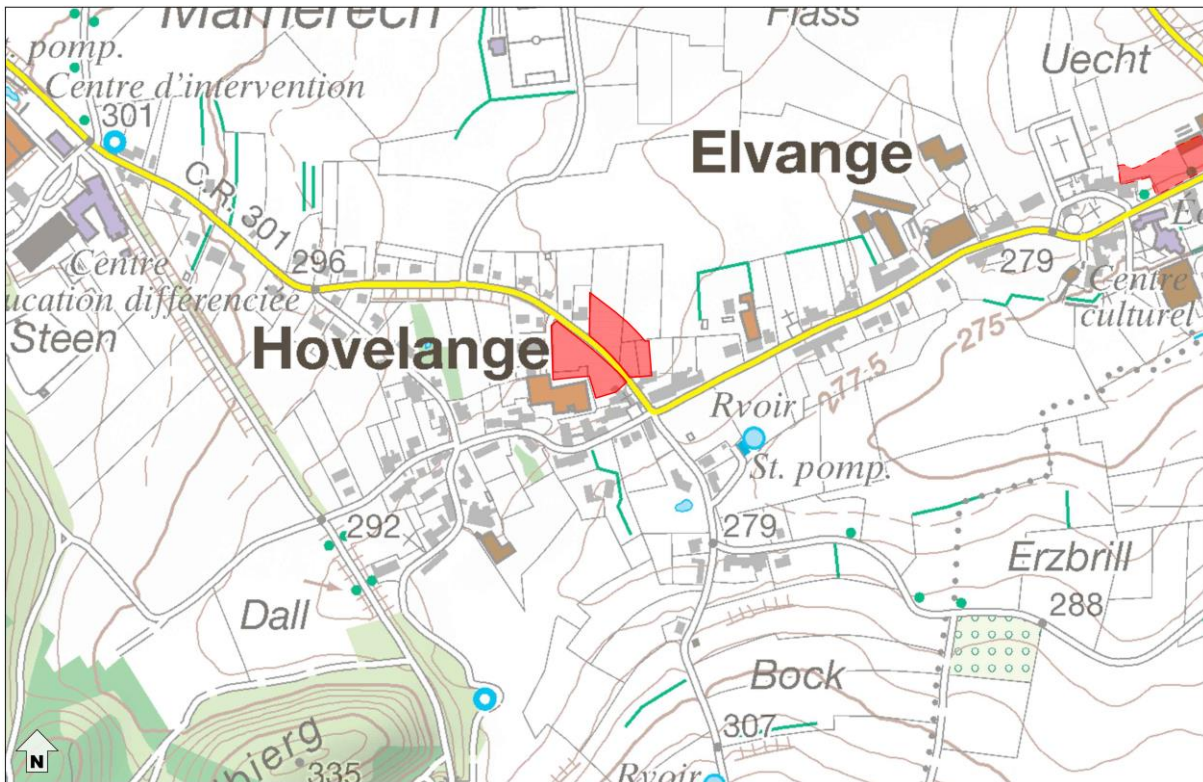 Mamerech
Flass
pomp.
Centre d'intervention
301
Uecht
Elvange
C.R. 301
296
279
Centre
ucation différenciée
Centre
culturel
Steen
Hovelange
275
277.5
Rvoir
St. pomp.
292
279
Erzbrill
288
Dall
Bock
307
bierg
335
Rvoir
N